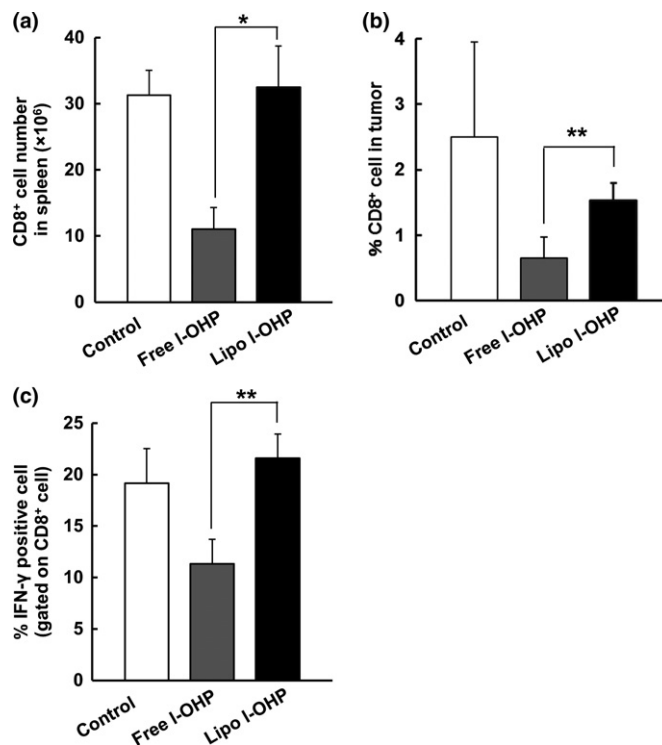 (a)
CD8⁺ cell number
in spleen (×10⁶)
40
30
20
10
0
*
Control
Free l-OHP
Lipo l-OHP
(b)
% CD8⁺ cell in tumor
4
3
2
1
0
**
Control
Free l-OHP
Lipo l-OHP
(c)
% IFN-γ positive cell
(gated on CD8⁺ cell)
25
20
15
10
5
0
**
Control
Free l-OHP
Lipo l-OHP